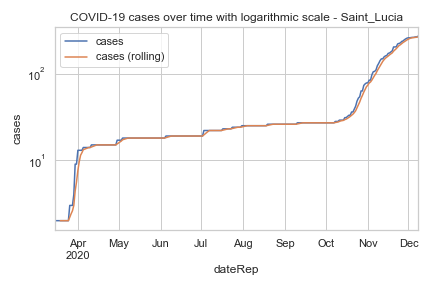 COVID-19 cases over time with logarithmic scale - Saint_Lucia
cases
cases (rolling)
10²
10¹
cases
Apr May Jun Jul Aug Sep Oct Nov Dec
2020
dateRep